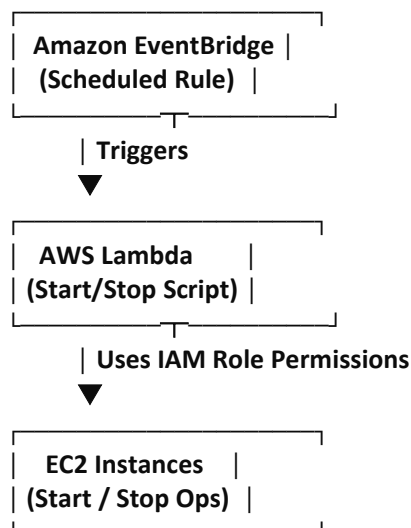 Amazon EventBridge
(Scheduled Rule)
Triggers
AWS Lambda
(Start/Stop Script)
Uses IAM Role Permissions
EC2 Instances
(Start / Stop Ops)